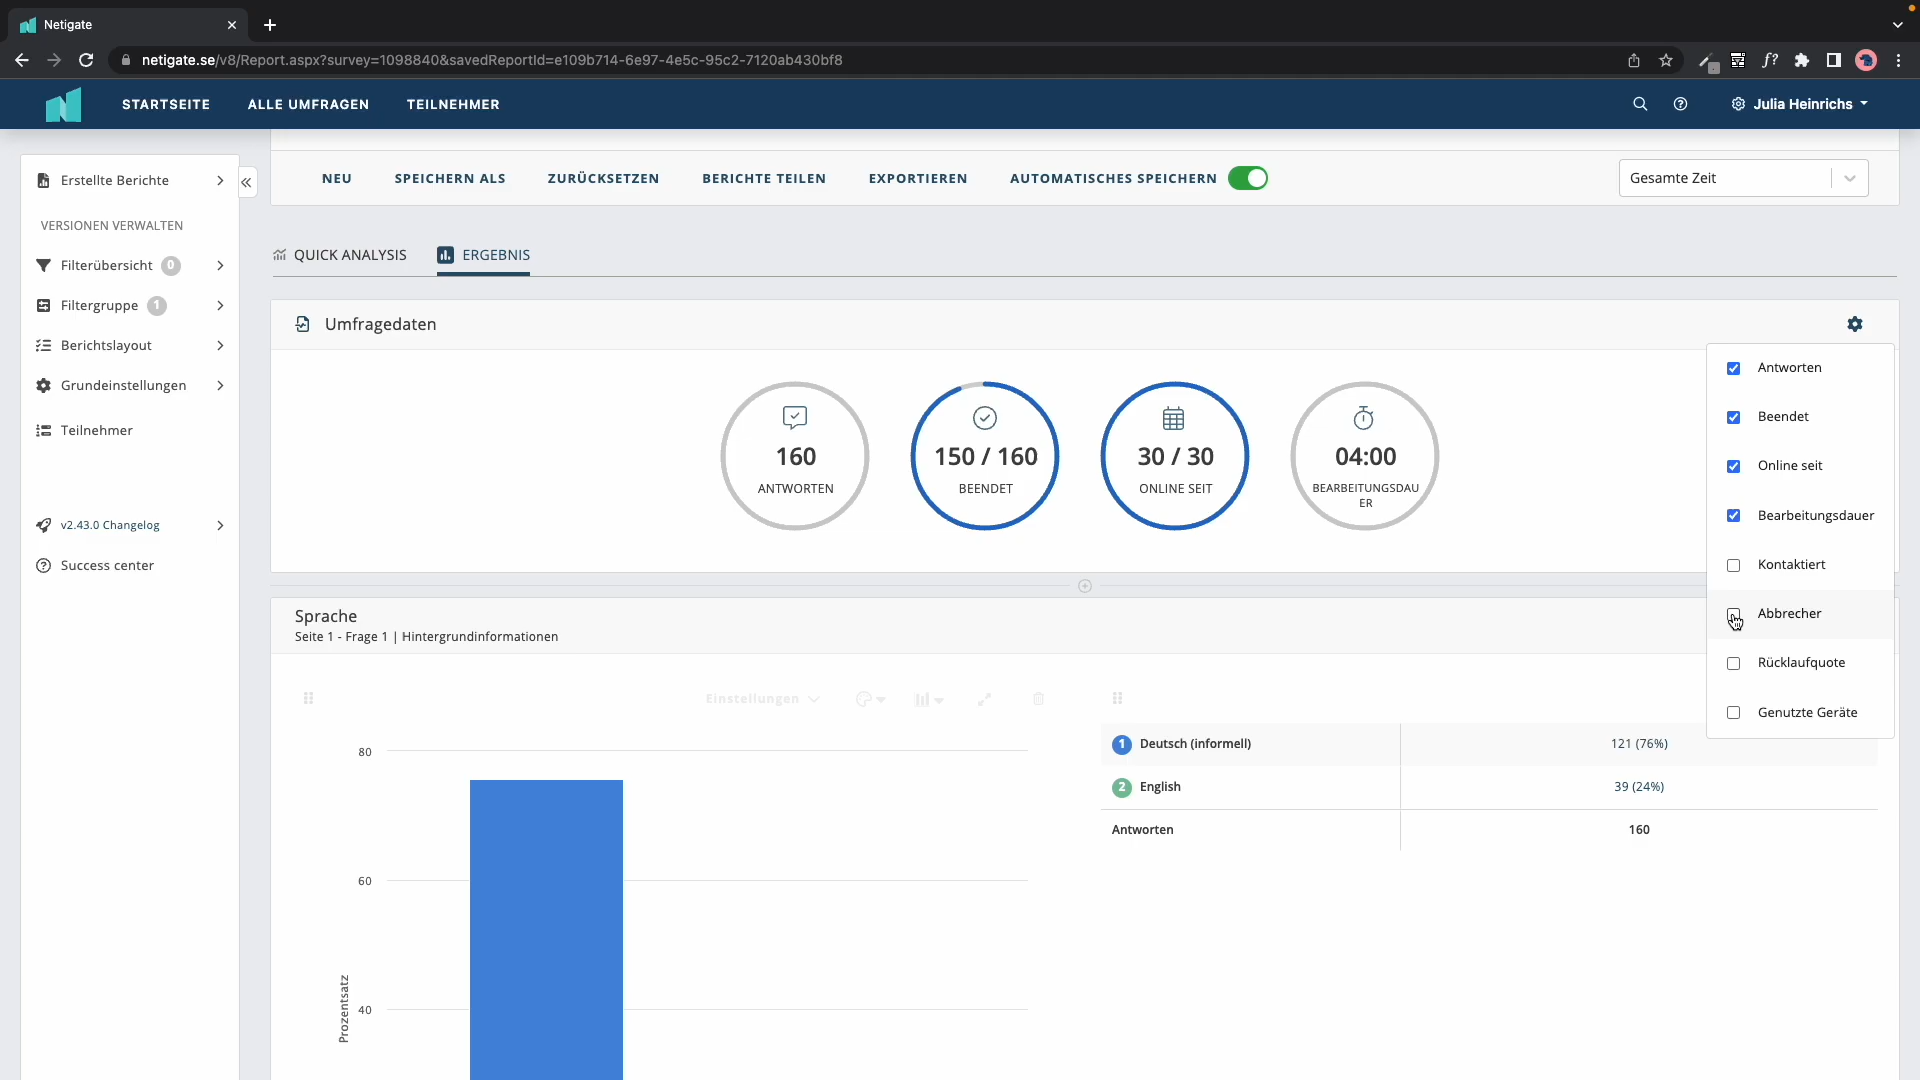 Netigate
netigate.se/v8/Report.aspx?survey=1098840&savedReportId=e109b714-6e97-4e5c-95c2-7120ab430bf8
f?
STARTSEITE
ALLE UMFRAGEN
TEILNEHMER
Julia Heinrichs
Erstellte Berichte
VERSIONEN VERWALTEN
Filterübersicht 0
Filtergruppe 1
Berichtslayout
Grundeinstellungen
Teilnehmer
v2.43.0 Changelog
Success center
NEU
SPEICHERN ALS
ZURÜCKSETZEN
BERICHTE TEILEN
EXPORTIEREN
AUTOMATISCHES SPEICHERN
Gesamte Zeit
QUICK ANALYSIS
ERGEBNIS
Umfragedaten
160
ANTWORTEN
150 / 160
BEENDET
30 / 30
ONLINE SEIT
04:00
BEARBEITUNGSDAU
ER
Antworten
Beendet
Online seit
Bearbeitungsdauer
Kontaktiert
Abbrecher
Rücklaufquote
Genutzte Geräte
Sprache
Seite 1 - Frage 1 | Hintergrundinformationen
Einstellungen
80
60
40
Prozentsatz
1 Deutsch (informell) 121 (76%)
2 English 39 (24%)
Antworten 160